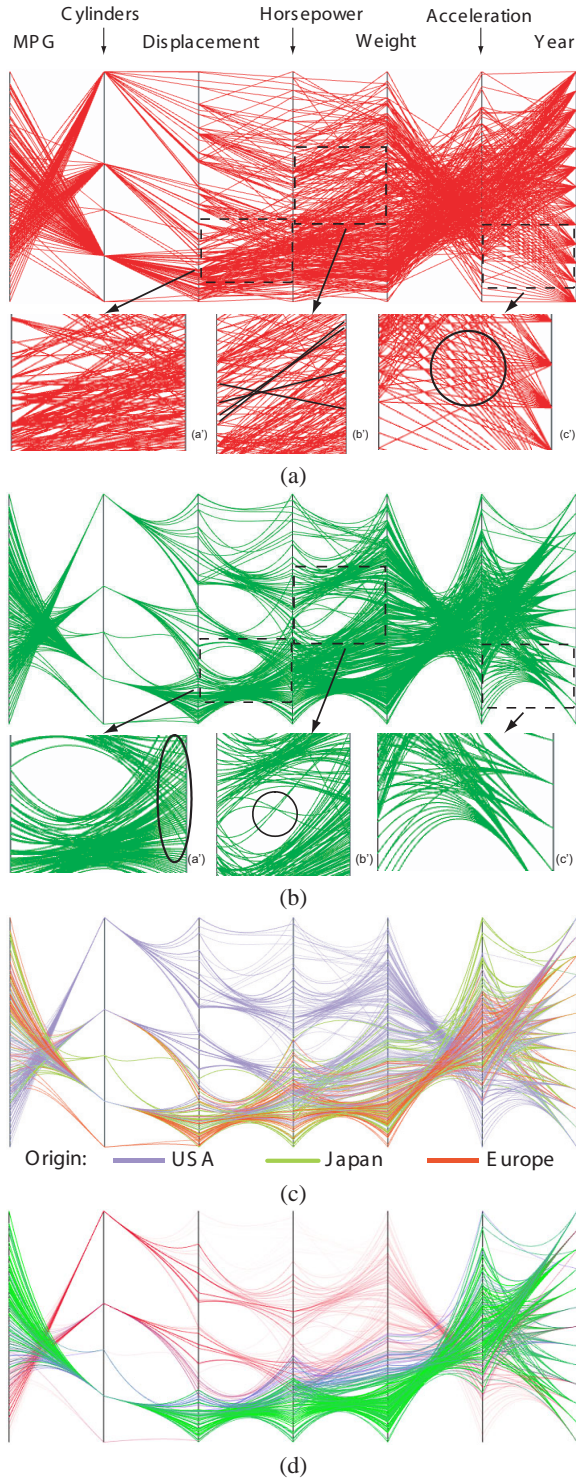 Cylinders Horsepower Acceleration
MPG Displacement Weight Year
(a') (b') (c')
(a)
(a') (b') (c')
(b)
Origin: USA Japan Europe
(c)
(d)